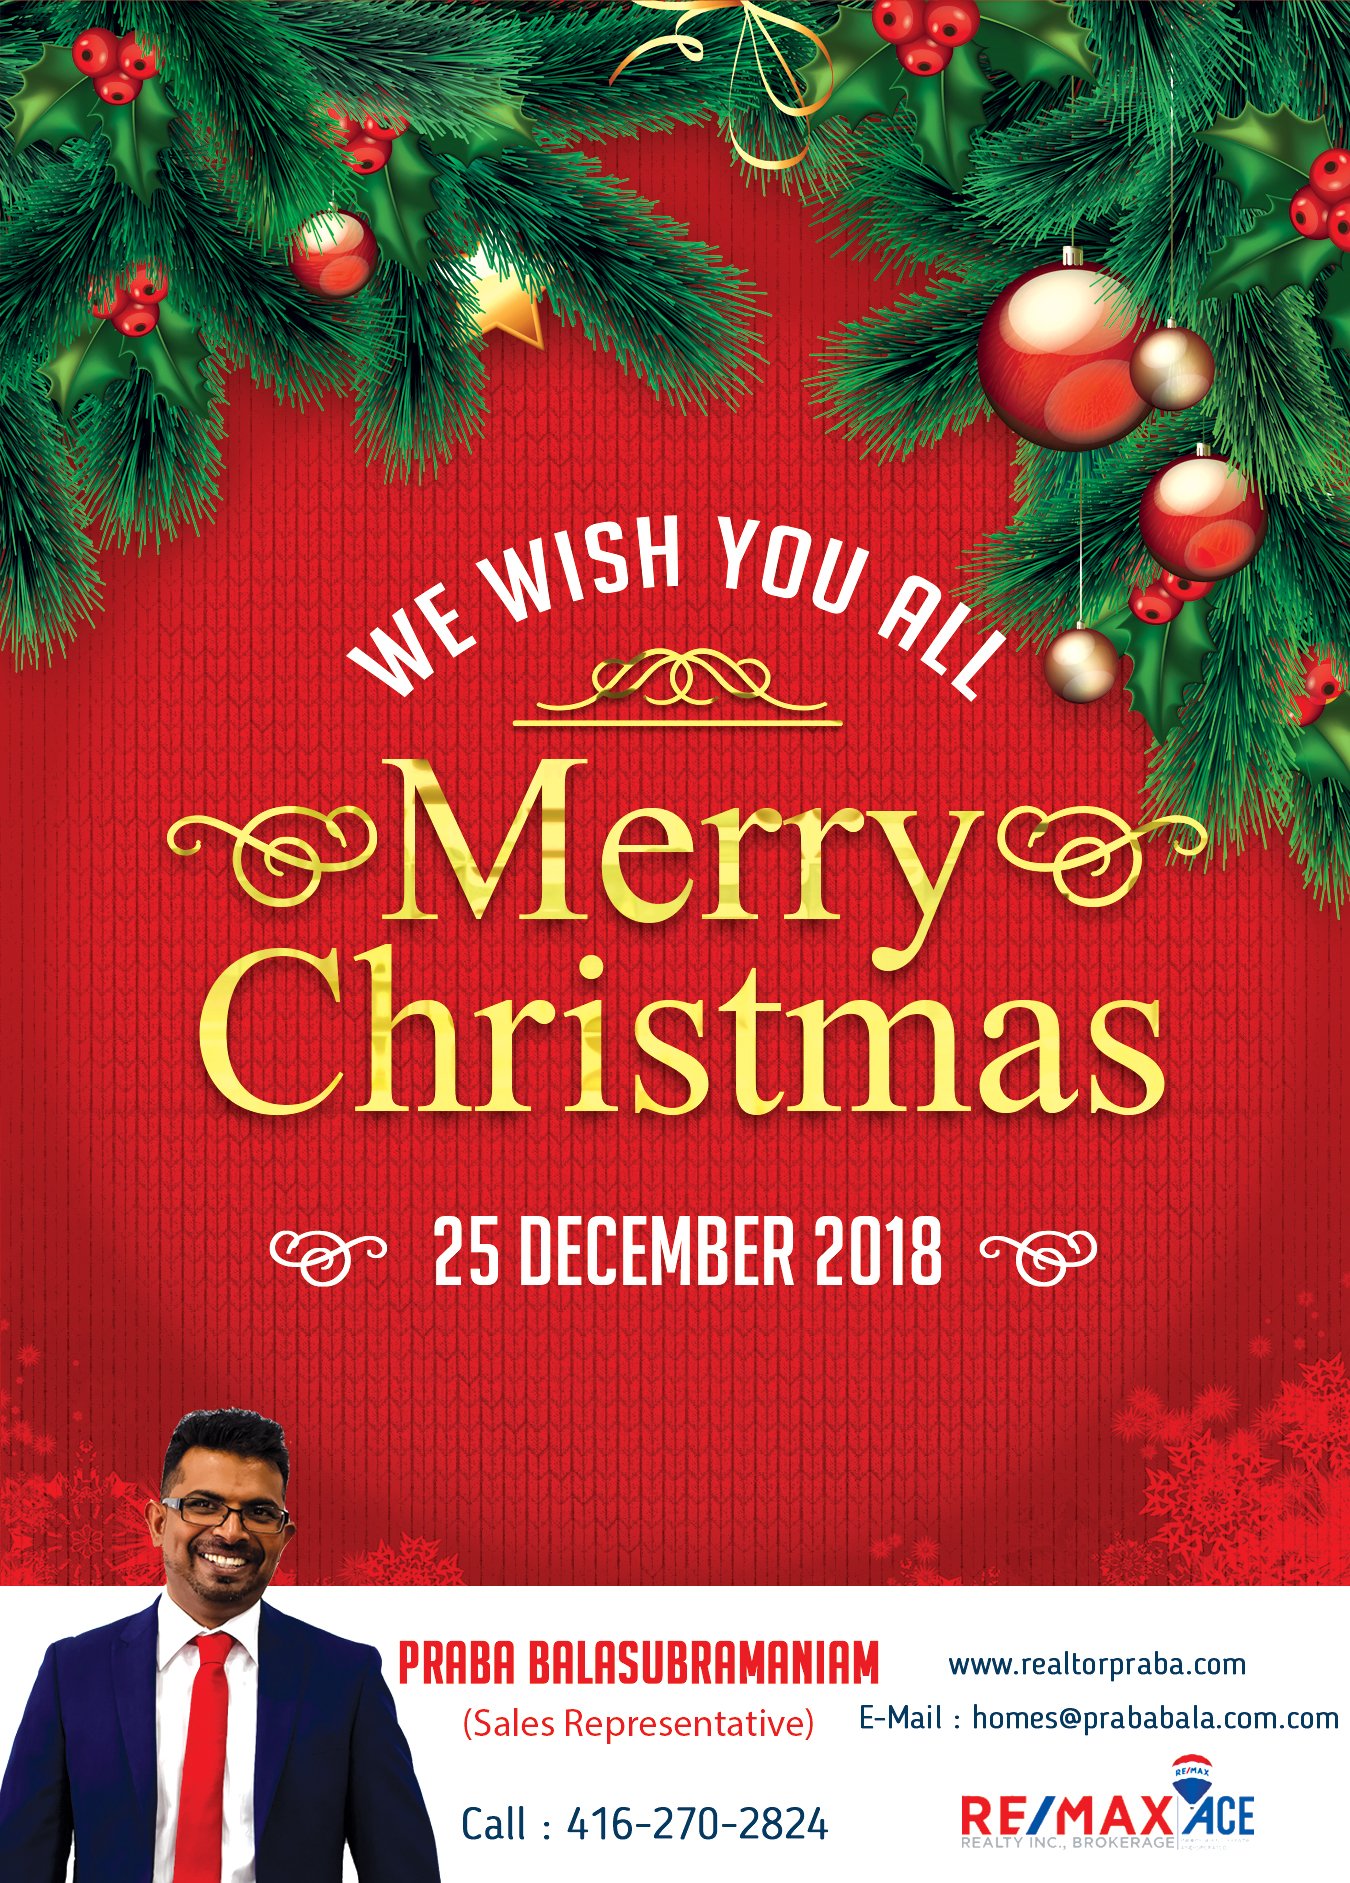 WE WISH YOU ALL
Merry
Christmas
25 DECEMBER 2018
PRABA BALASUBRAMANIAM
(Sales Representative)
Call : 416-270-2824
www.realtorpraba.com
E-Mail : homes@prababala.com.com
RE/MAX
RE/MAX ACE
REALTY INC., BROKERAGE